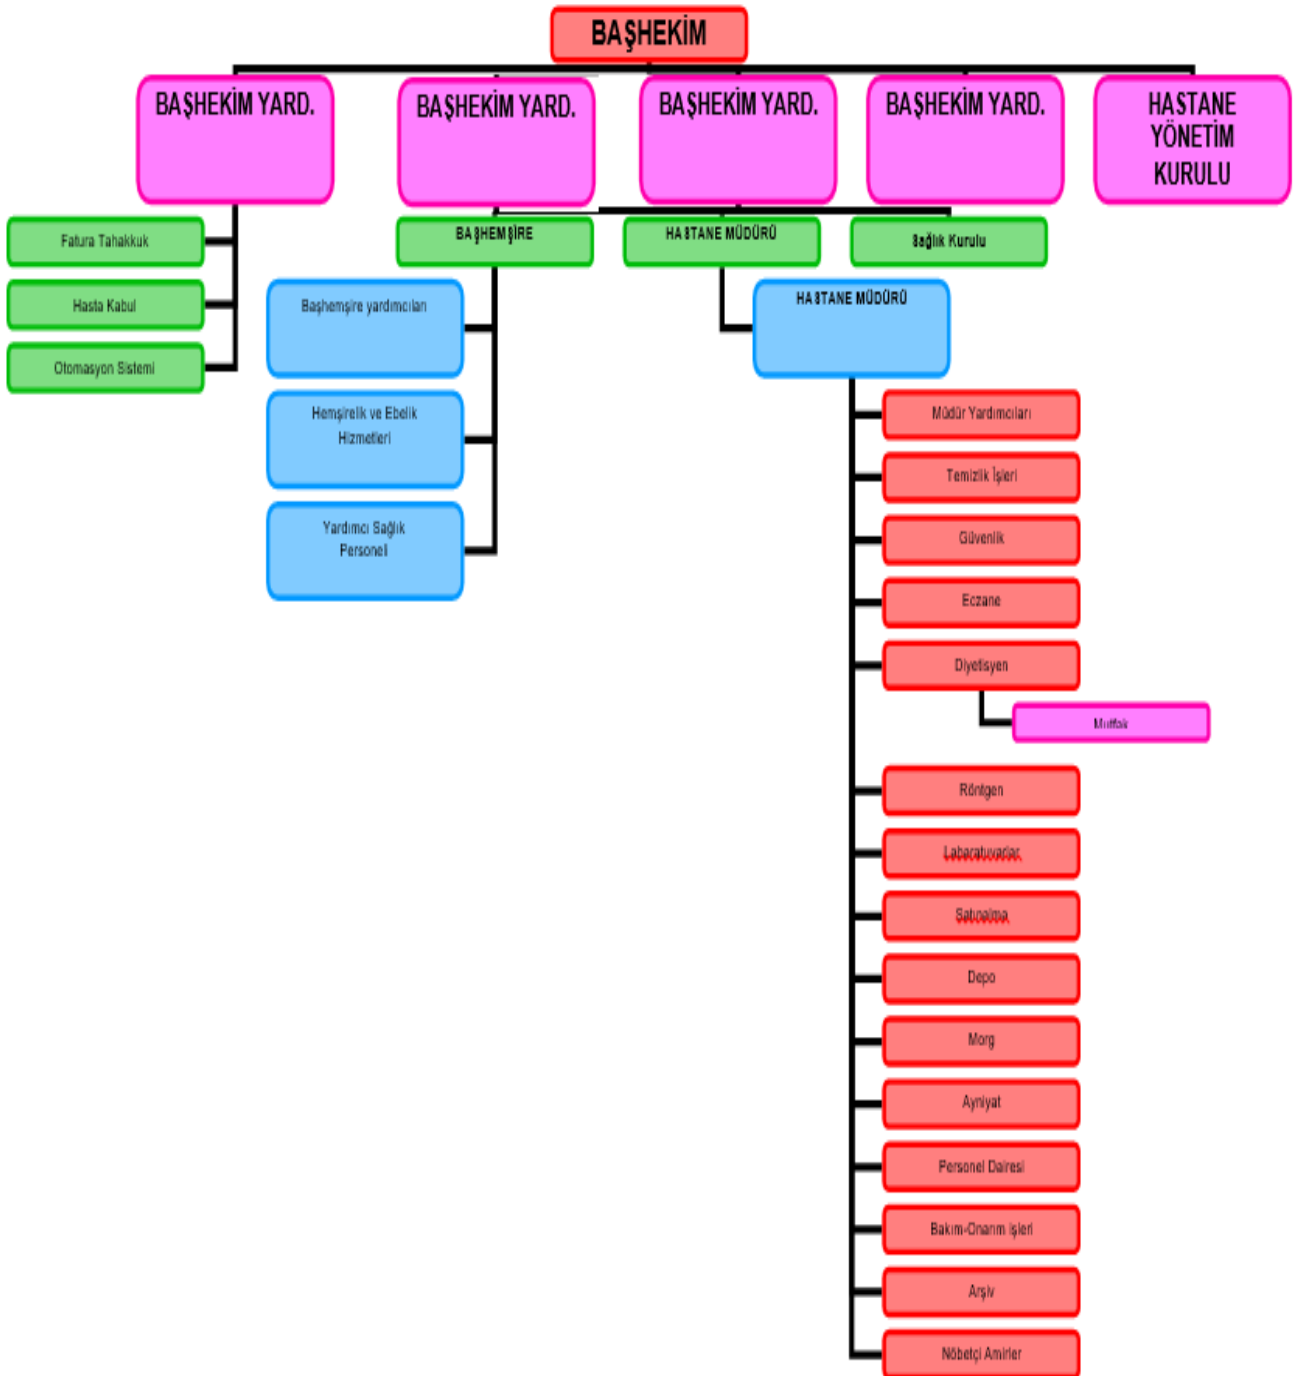 BAŞHEKİM
BAŞHEKİM YARD.
BAŞHEKİM YARD.
BAŞHEKİM YARD.
BAŞHEKİM YARD.
HASTANE
YÖNETİM
KURULU
Fatura Tahakkuk
Hasta Kabul
Otomasyon Sistemi
BAŞHEMŞİRE
HASTANE MÜDÜRÜ
Sağlık Kurulu
Başhemşire yardımcıları
Hemşirelik ve Ebelik
Hizmetleri
Yardımcı Sağlık
Personeli
HASTANE MÜDÜRÜ
Müdür Yardımcıları
Temizlik İşleri
Güvenlik
Eczane
Diyetisyen
Mutfak
Röntgen
Labaratuvarlar
Satınalma
Depo
Morg
Ayniyat
Personel Dairesi
Bakım-Onarım işleri
Arşiv
Nöbetçi Amirler